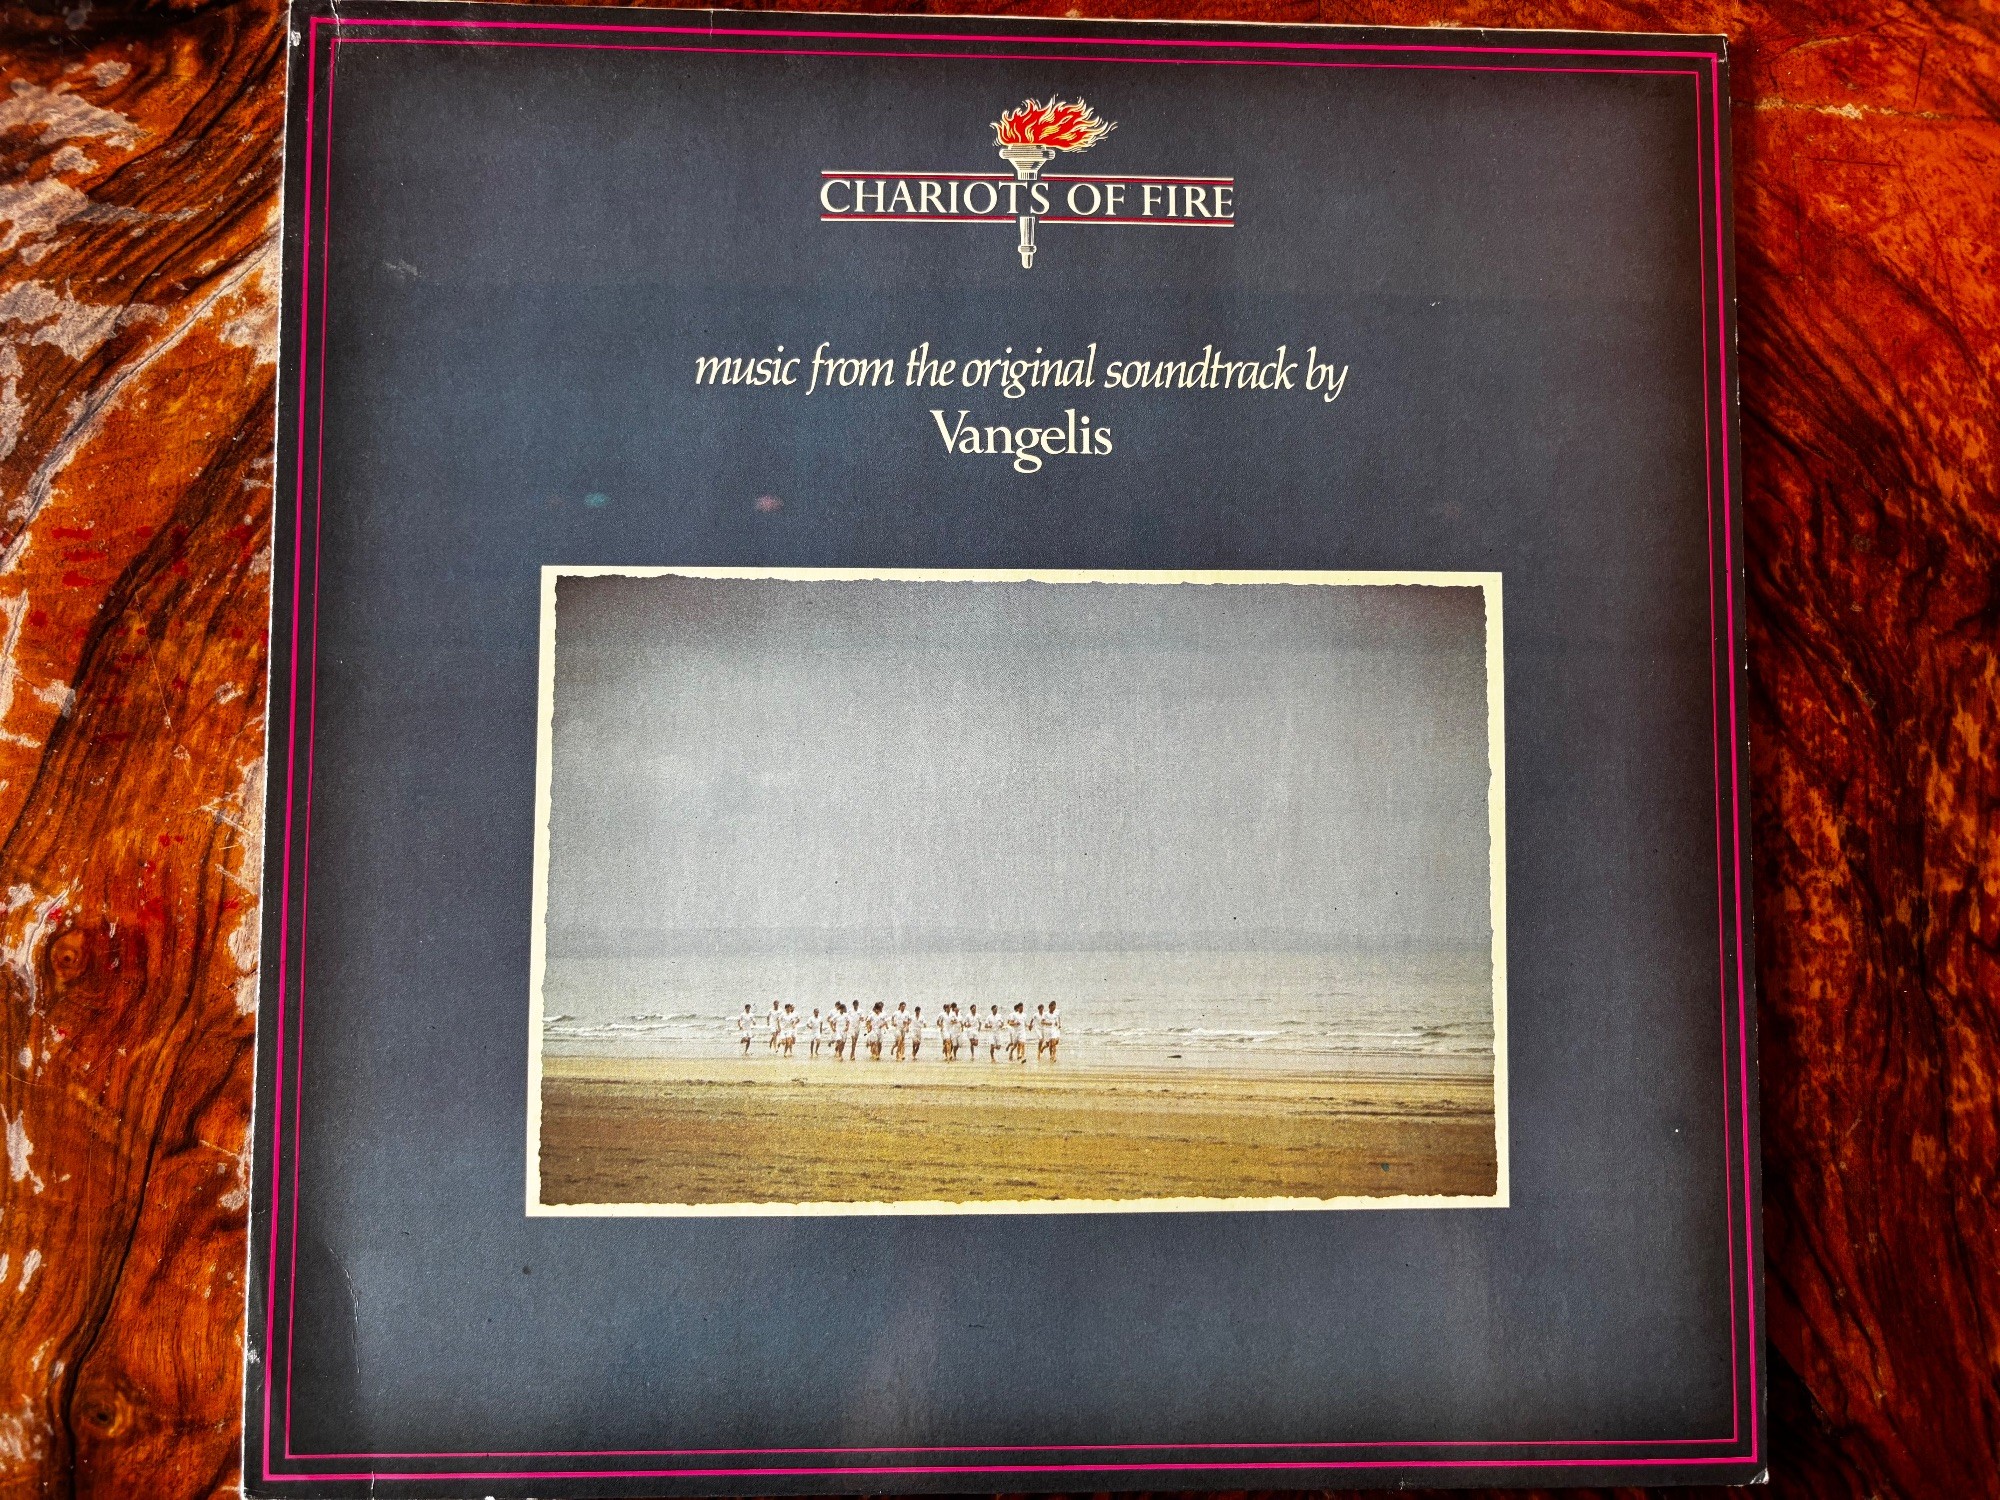 CHARIOTS OF FIRE
music from the original soundtrack by
Vangelis